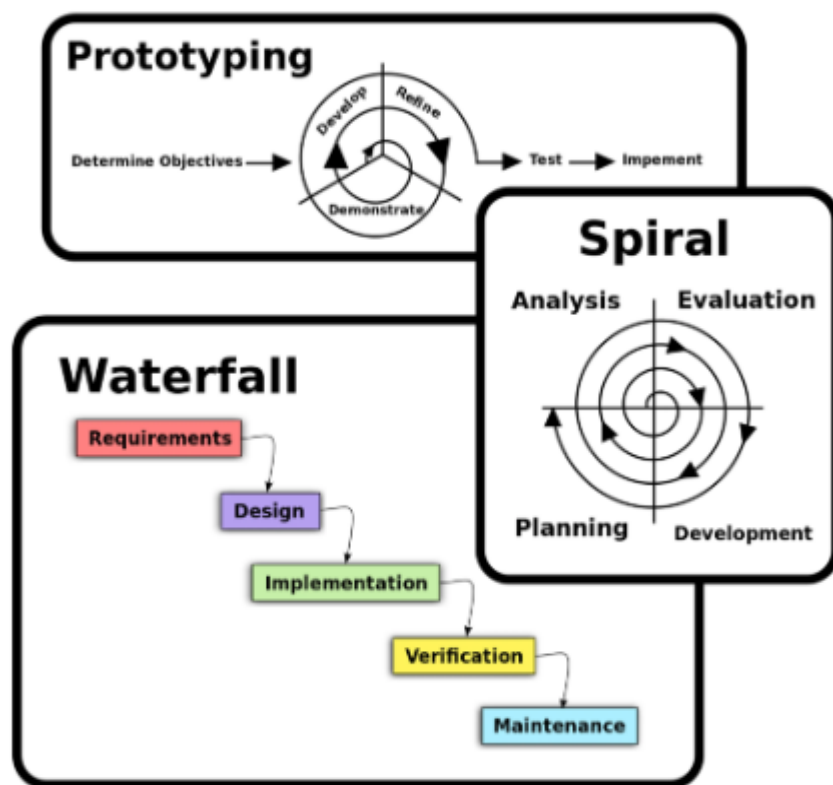 Prototyping
Develop
Refine
Determine Objectives
Test
Impement
Demonstrate
Spiral
Analysis
Evaluation
Planning
Development
Waterfall
Requirements
Design
Implementation
Verification
Maintenance